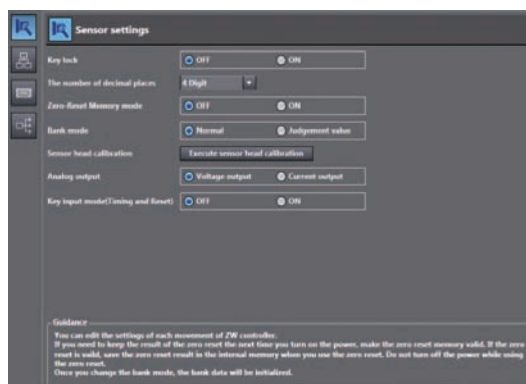 Sensor settings
Key lock OFF ON
The number of decimal places 4 Digit
Zero-Reset Memory mode OFF ON
Bank mode Normal Judgement value
Sensor head calibration Execute sensor head calibration
Analog output Voltage output Current output
Key input mode(Timing and Reset) OFF ON
Guidance
You can edit the settings of each movement of ZW controller.
If you need to keep the result of the zero reset the next time you turn on the power, make the zero reset memory valid. If the zero
reset is vaild, save the zero reset result in the internal memory when you use the zero reset. Do not turn off the power while using
the zero reset.
Once you change the bank mode, the bank data will be initialized.